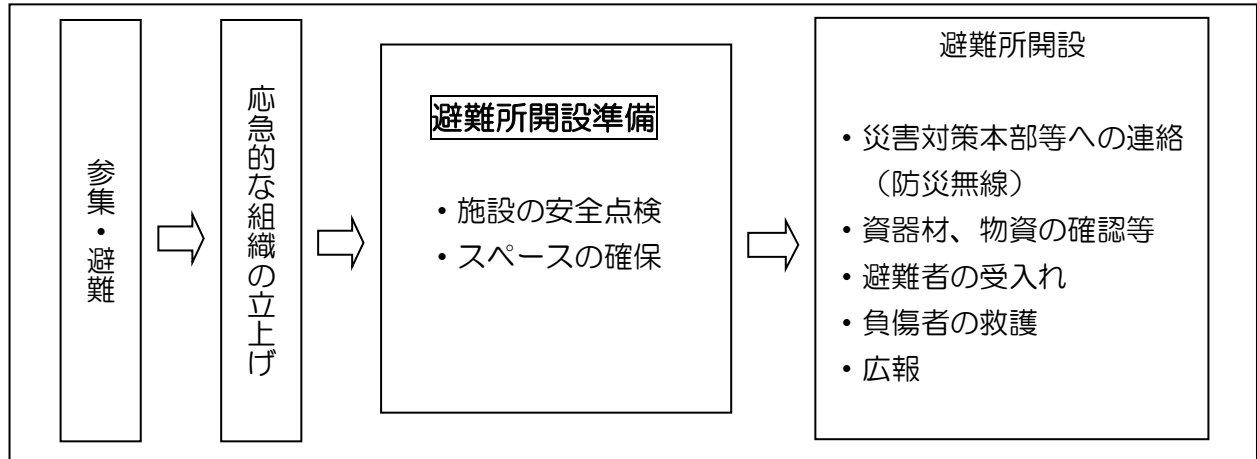 参集・避難
応急的な組織の立上げ
避難所開設準備
・施設の安全点検
・スペースの確保
避難所開設
・災害対策本部等への連絡
（防災無線）
・資器材、物資の確認等
・避難者の受入れ
・負傷者の救護
・広報